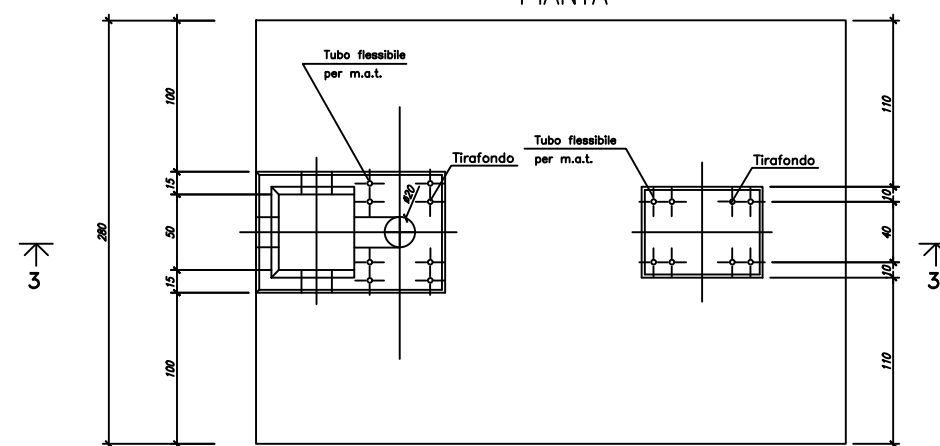 PIANTA
Tubo flessibile
per m.a.t.
Tirafondo
ø20
Tubo flessibile
per m.a.t.
Tirafondo
280
100
15
50
15
100
110
10
40
10
110
3
3